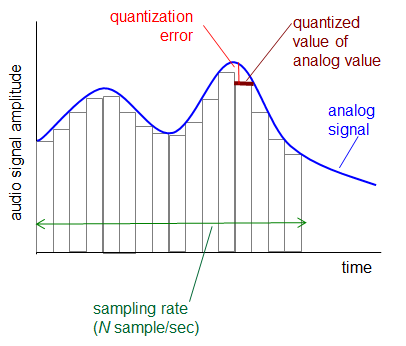 quantization
error
quantized
value of
analog value
analog
signal
audio signal amplitude
time
sampling rate
(N sample/sec)